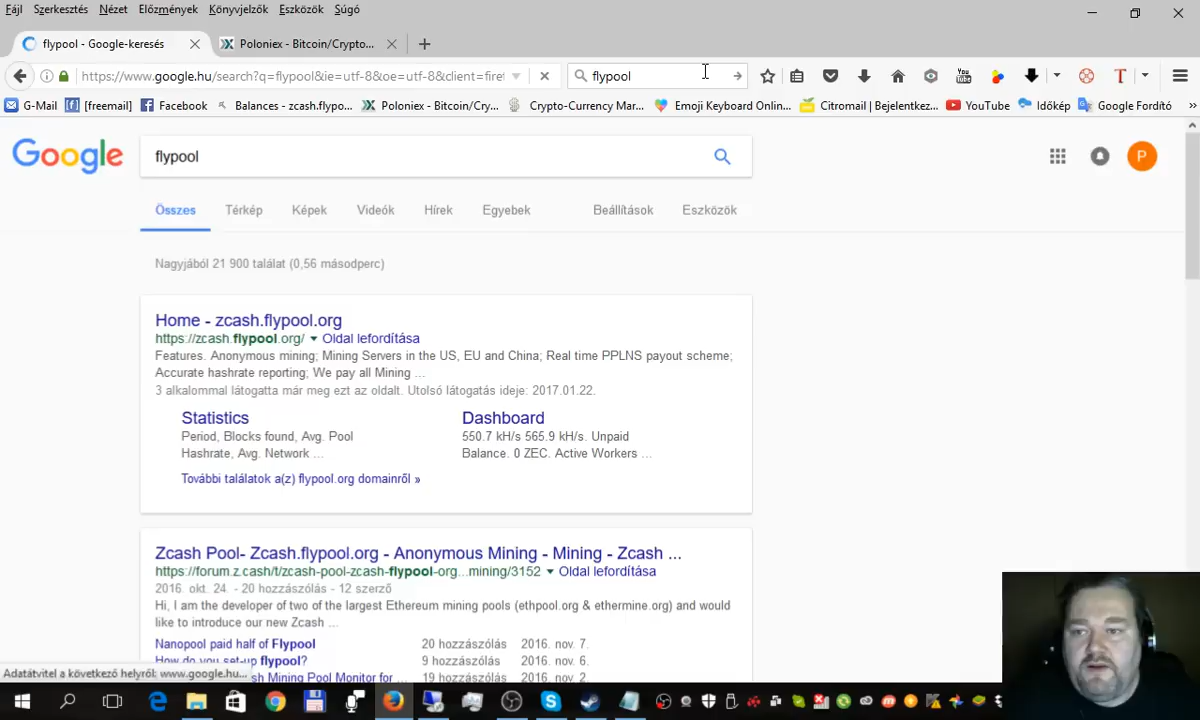 Fájl Szerkesztés Nézet Előzmények Könyvjelzők Eszközök Súgó
flypool - Google-keresés Poloniex - Bitcoin/Crypto...
https://www.google.hu/search?q=flypool&ie=utf-8&oe=utf-8&client=firef flypool
G-Mail [freemail] Facebook Balances - zcash.flypo... Poloniex - Bitcoin/Cry... Crypto-Currency Mar... Emoji Keyboard Onlin... Citromail | Bejelentkez... YouTube Időkép Google Fordító »
Google flypool P
Összes Térkép Képek Videók Hírek Egyebek Beállítások Eszközök
Nagyjából 21 900 találat (0,56 másodperc)
Home - zcash.flypool.org
https://zcash.flypool.org/ Oldal lefordítása
Features. Anonymous mining; Mining Servers in the US, EU and China; Real time PPLNS payout scheme;
Accurate hashrate reporting; We pay all Mining ...
3 alkalommal látogatta már meg ezt az oldalt. Utolsó látogatás ideje: 2017.01.22.
Statistics Dashboard
Period, Blocks found, Avg. Pool 550.7 kH/s 565.9 kH/s. Unpaid
Hashrate, Avg. Network ... Balance. 0 ZEC. Active Workers ...
További találatok a(z) flypool.org domainről »
Zcash Pool- Zcash.flypool.org - Anonymous Mining - Mining - Zcash ...
https://forum.z.cash/t/zcash-pool-zcash-flypool-org...mining/3152 Oldal lefordítása
2016. okt. 24. - 20 hozzászólás - 12 szerző
Hi, I am the developer of two of the largest Ethereum mining pools (ethpool.org & ethermine.org) and would
like to introduce our new Zcash ...
Nanopool paid half of Flypool 20 hozzászólás 2016. nov. 7.
How do you set-up flypool? 9 hozzászólás 2016. nov. 6.
sh Mining Pool Monitor for ... 19 hozzászólás 2016. nov. 2.
Adatátvitel a következő helyről: www.google.hu...